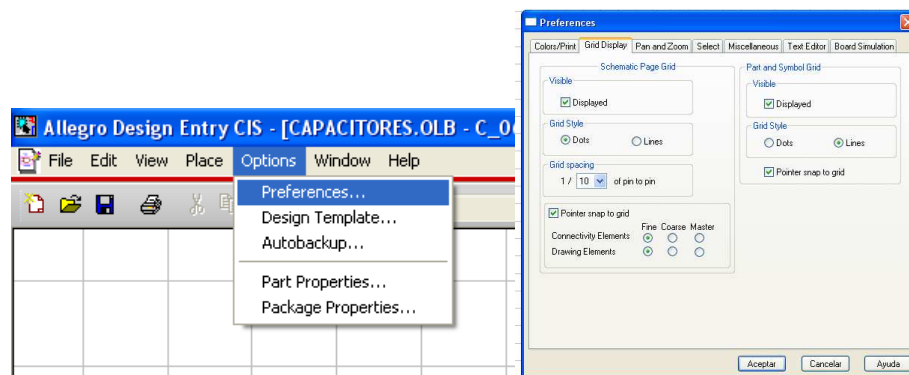 Allegro Design Entry CIS - [CAPACITORES.OLB - C_0
File Edit View Place Options Window Help
Preferences...
Design Template...
Autobackup...
Part Properties...
Package Properties...
Preferences
Colors/Print Grid Display Pan and Zoom Select Miscellaneous Text Editor Board Simulation
Schematic Page Grid
Visible
Displayed
Grid Style
Dots Lines
Grid spacing
1 / 10 of pin to pin
Pointer snap to grid
Fine Coarse Master
Connectivity Elements
Drawing Elements
Part and Symbol Grid
Visible
Displayed
Grid Style
Dots Lines
Pointer snap to grid
Aceptar Cancelar Ayuda